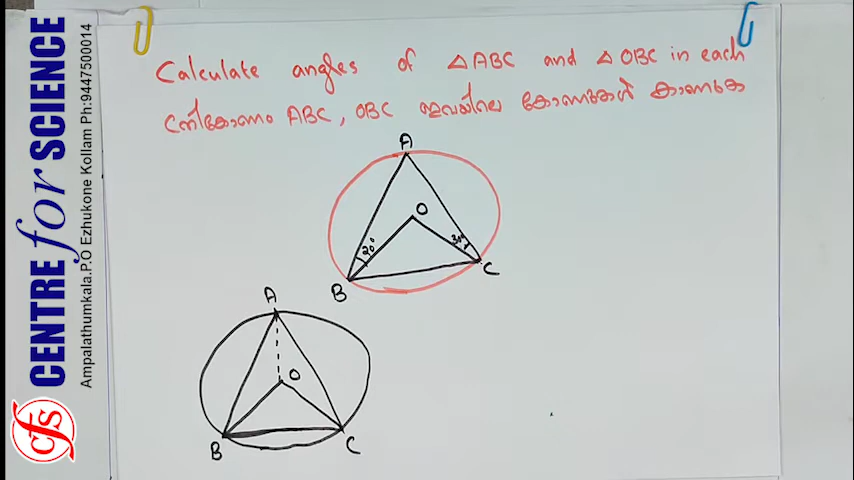 CENTRE for SCIENCE
Ampalathumkala.P.O Ezhukone Kollam Ph:9447500014
cfs
Calculate angles of △ABC and △OBC in each
ത്രികോണം ABC, OBC ഇവയിലെ കോണുകൾ കാണുക
A
O
20°
30°
B
C
A
O
B
C